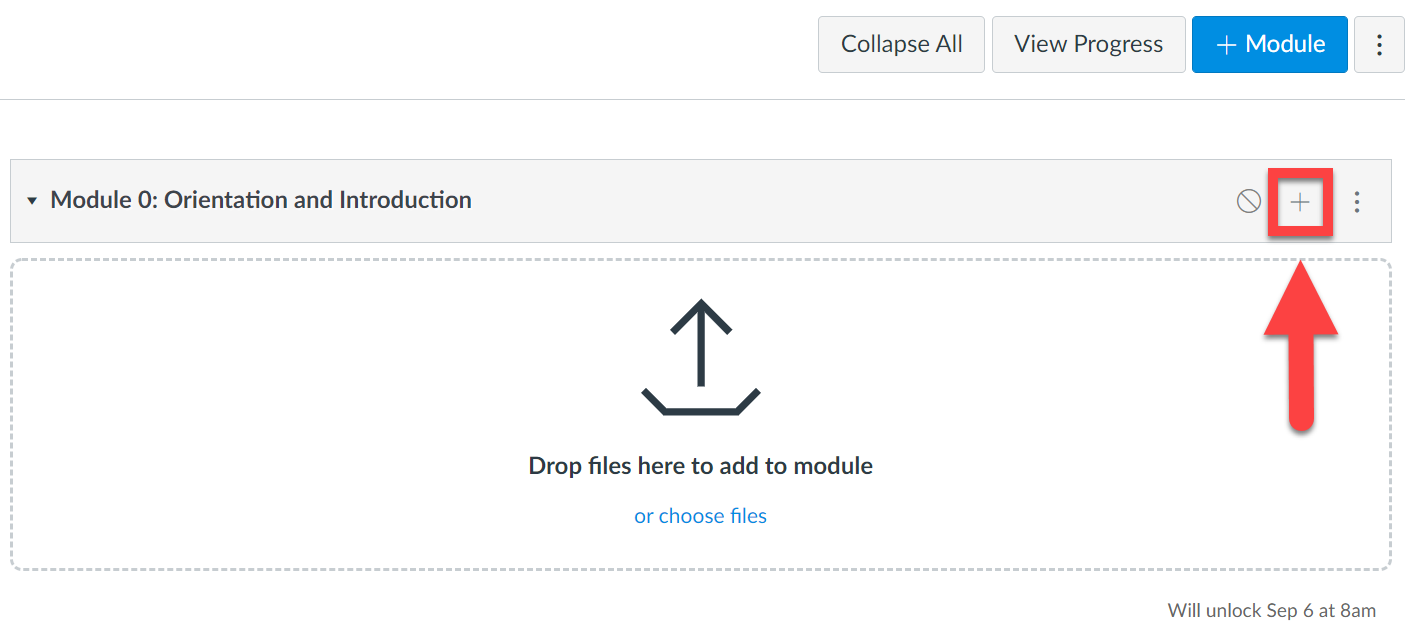 Collapse All
View Progress
+ Module
Module 0: Orientation and Introduction
Drop files here to add to module
or choose files
Will unlock Sep 6 at 8am